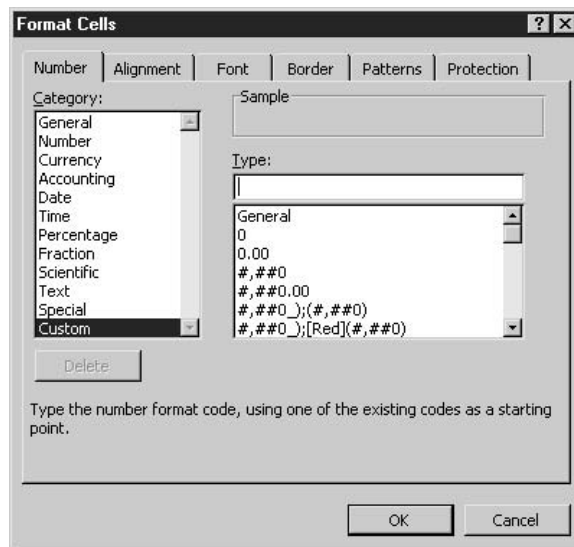 Format Cells
Number Alignment Font Border Patterns Protection
Category:
General
Number
Currency
Accounting
Date
Time
Percentage
Fraction
Scientific
Text
Special
Custom
Delete
Sample
Type:
General
0
0.00
#,##0
#,##0.00
#,##0_);(#,##0)
#,##0_);[Red](#,##0)
Type the number format code, using one of the existing codes as a starting
point.
OK Cancel